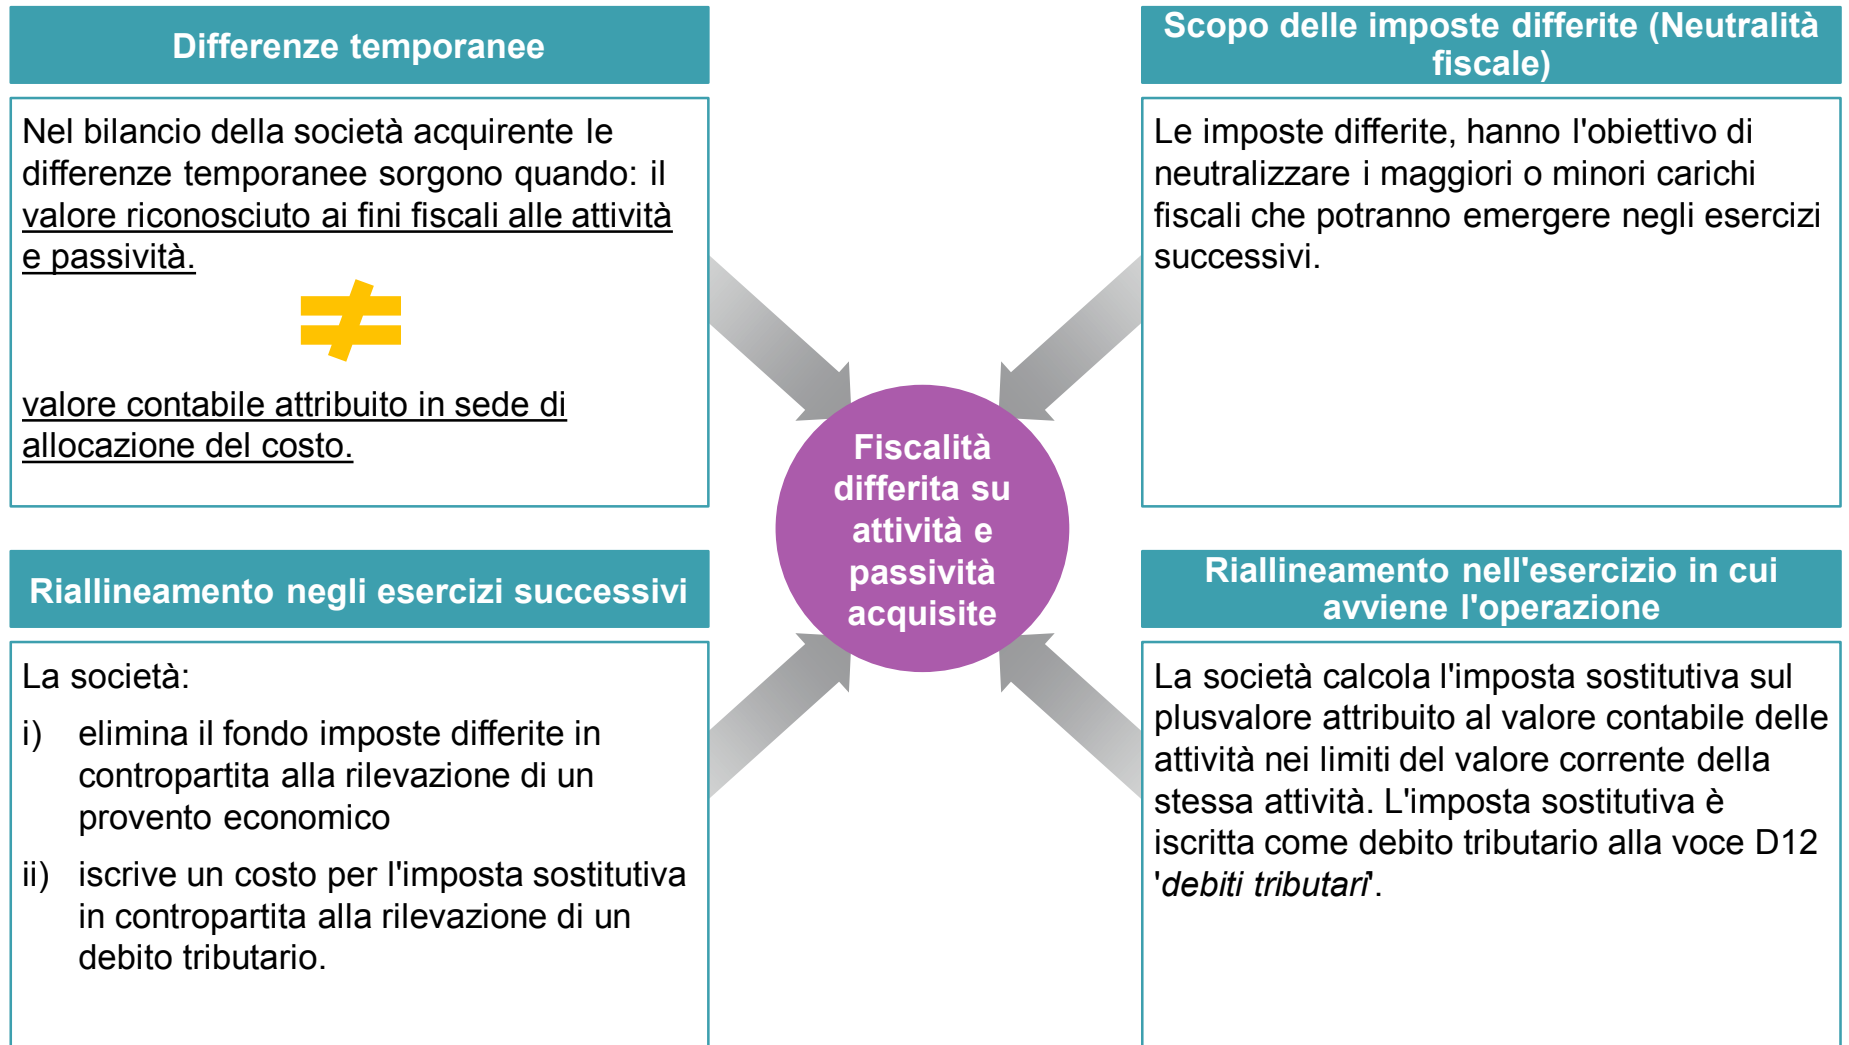 Differenze temporanee
Nel bilancio della società acquirente le
differenze temporanee sorgono quando: il
valore riconosciuto ai fini fiscali alle attività
e passività.
≠
valore contabile attribuito in sede di
allocazione del costo.
Scopo delle imposte differite (Neutralità
fiscale)
Le imposte differite, hanno l'obiettivo di
neutralizzare i maggiori o minori carichi
fiscali che potranno emergere negli esercizi
successivi.
Fiscalità
differita su
attività e
passività
acquisite
Riallineamento negli esercizi successivi
La società:
i) elimina il fondo imposte differite in
contropartita alla rilevazione di un
provento economico
ii) iscrive un costo per l'imposta sostitutiva
in contropartita alla rilevazione di un
debito tributario.
Riallineamento nell'esercizio in cui
avviene l'operazione
La società calcola l'imposta sostitutiva sul
plusvalore attribuito al valore contabile delle
attività nei limiti del valore corrente della
stessa attività. L'imposta sostitutiva è
iscritta come debito tributario alla voce D12
'debiti tributari'.